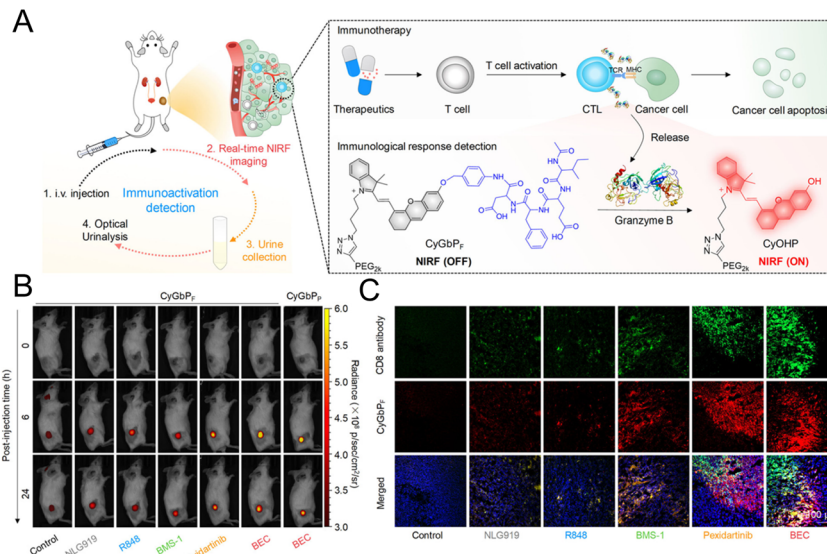 A
Immunotherapy
T cell activation
TCR MHC
Therapeutics
T cell
CTL
Cancer cell
Cancer cell apoptosis
Release
2. Real-time NIRF
imaging
1. i.v. injection
Immunoactivation
detection
4. Optical
Urinalysis
3. Urine
collection
Immunological response detection
N
O
O
NH
O
HN
O
OH
Granzyme B
OH
N=N
PEG2k
CyGbPF
NIRF (OFF)
CyOHP
NIRF (ON)
PEG2k
B
CyGbPF
CyGbPP
Post-injection time (h)
0
6
24
6.0
5.5
5.0
4.5
4.0
3.5
3.0
Radiance (×10⁸ p/sec/cm²/sr)
Control
NLG919
R848
BMS-1
BEC
BEC
C
CD8 antibody
CyGbPF
Merged
Control
NLG919
R848
BMS-1
Pexidartinib
BEC